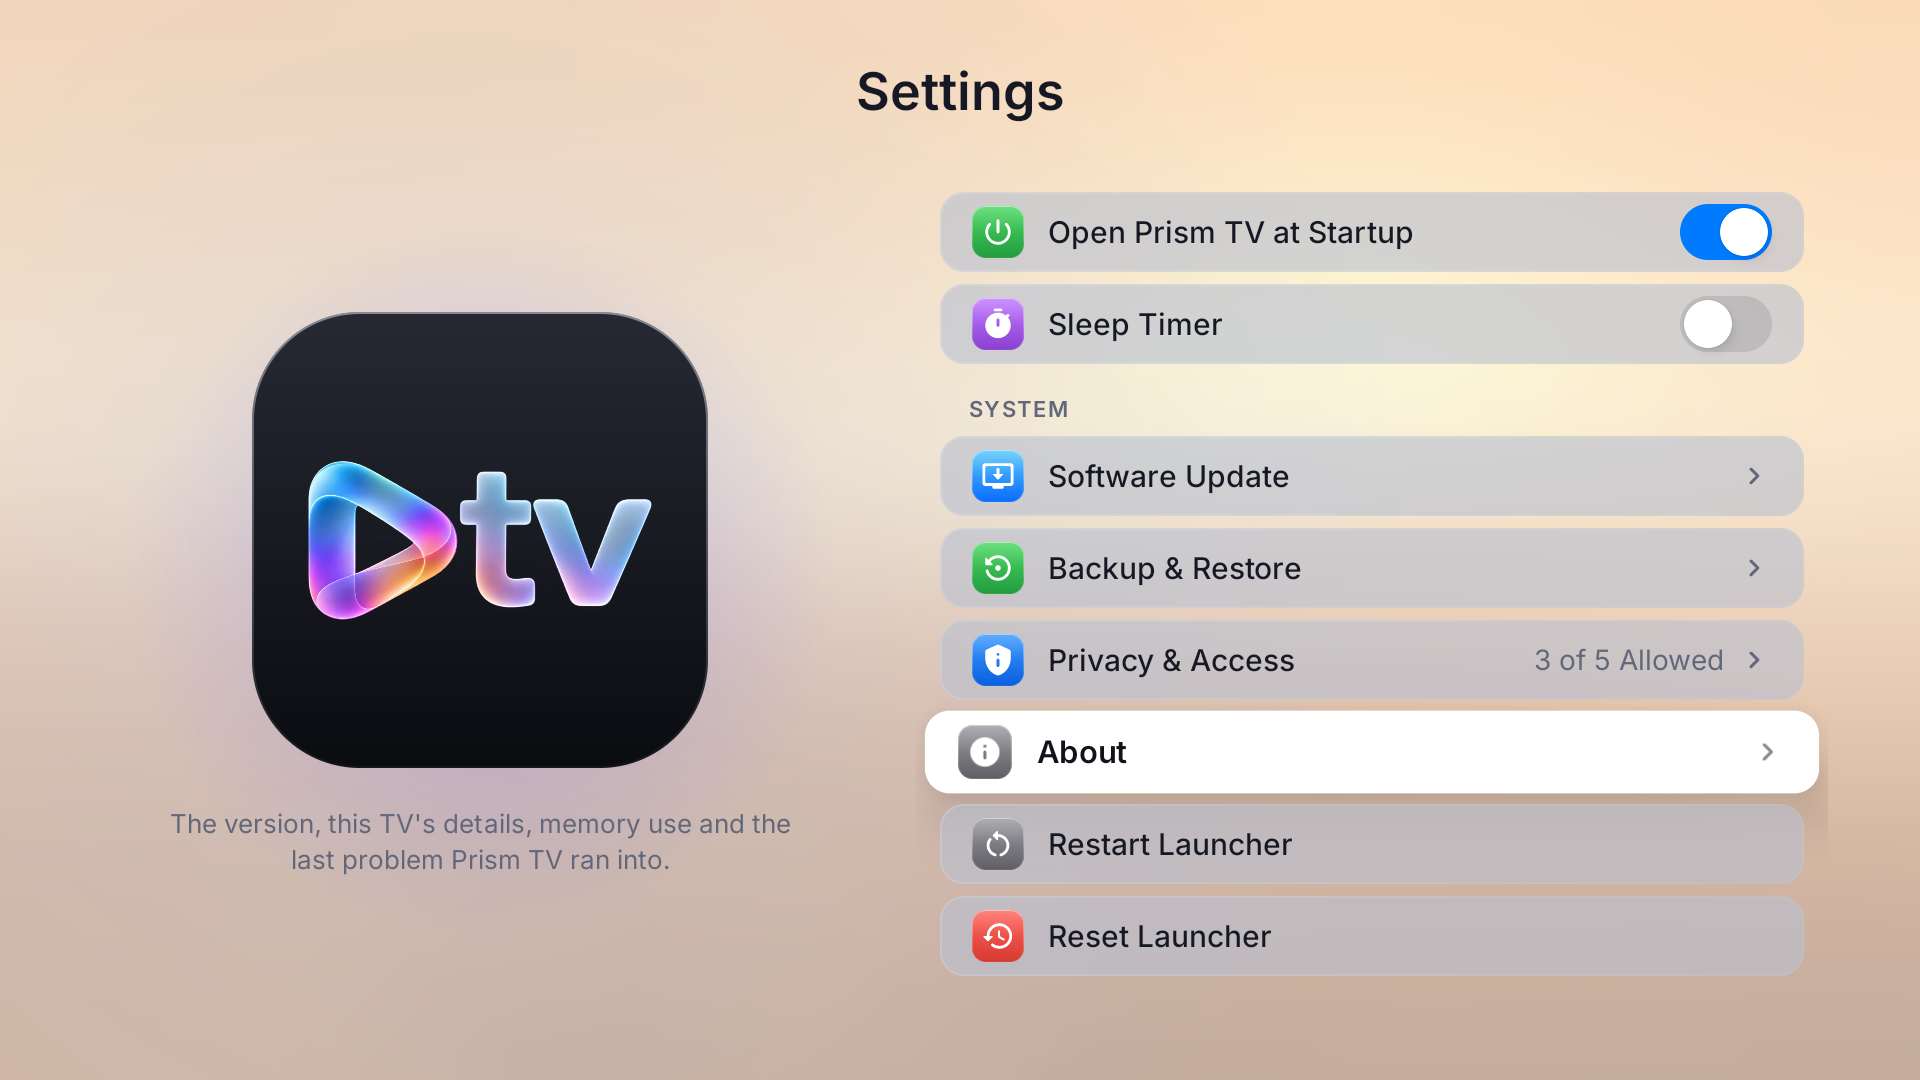 Settings
Open Prism TV at Startup
Sleep Timer
SYSTEM
Software Update
Backup & Restore
Privacy & Access
3 of 5 Allowed
About
Restart Launcher
Reset Launcher
tv
The version, this TV's details, memory use and the
last problem Prism TV ran into.